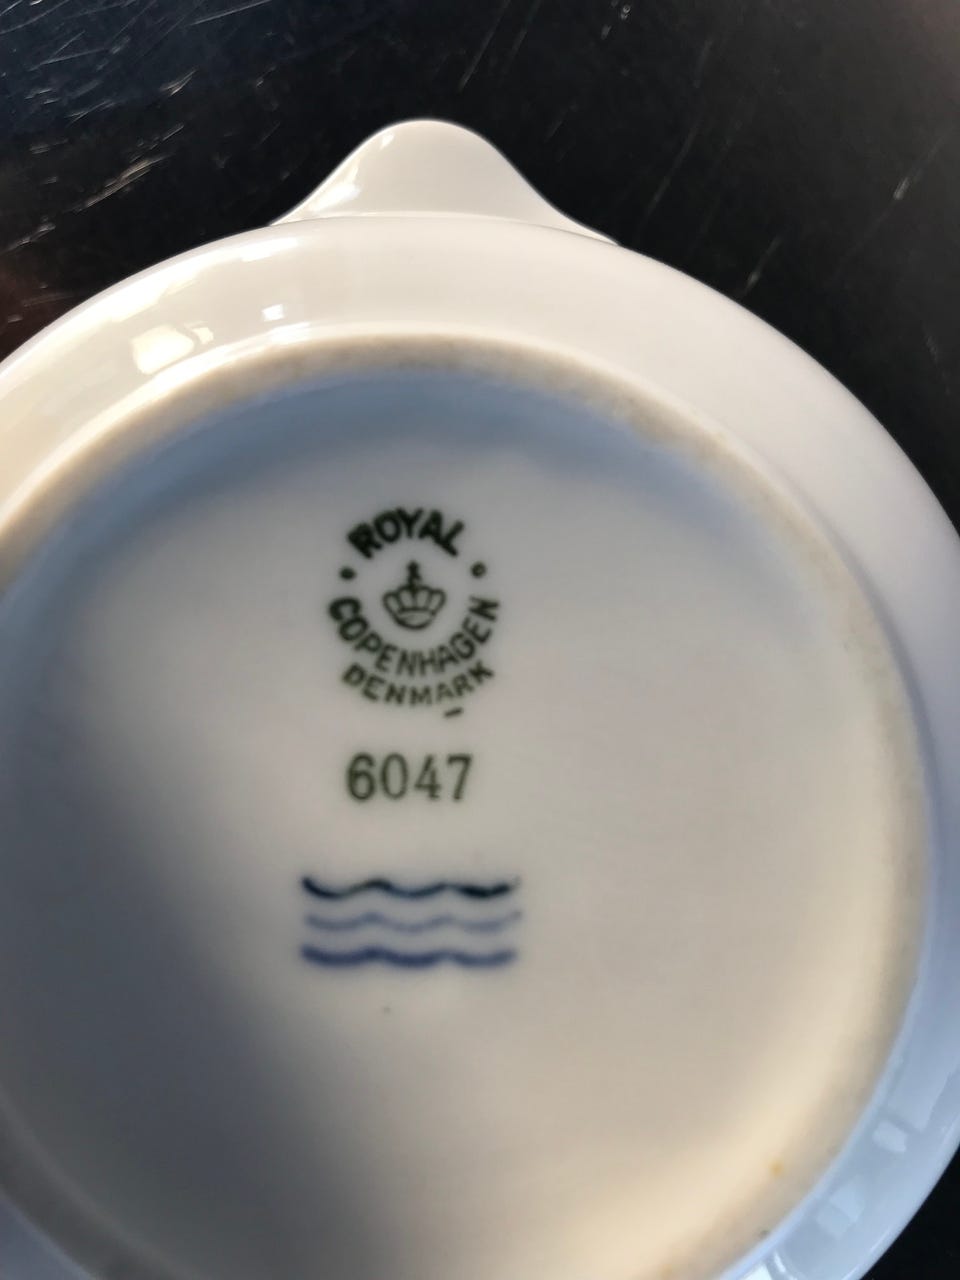 ROYAL
COPENHAGEN
DENMARK
6047